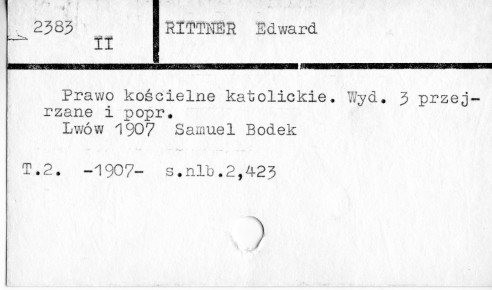 2383 RITTNER Edward
II
Prawo kościelne katolickie. Wyd. 3 przej-
rzane i popr.
Lwów 1907 Samuel Bodek
T.2. -1907- s.nlb.2,423